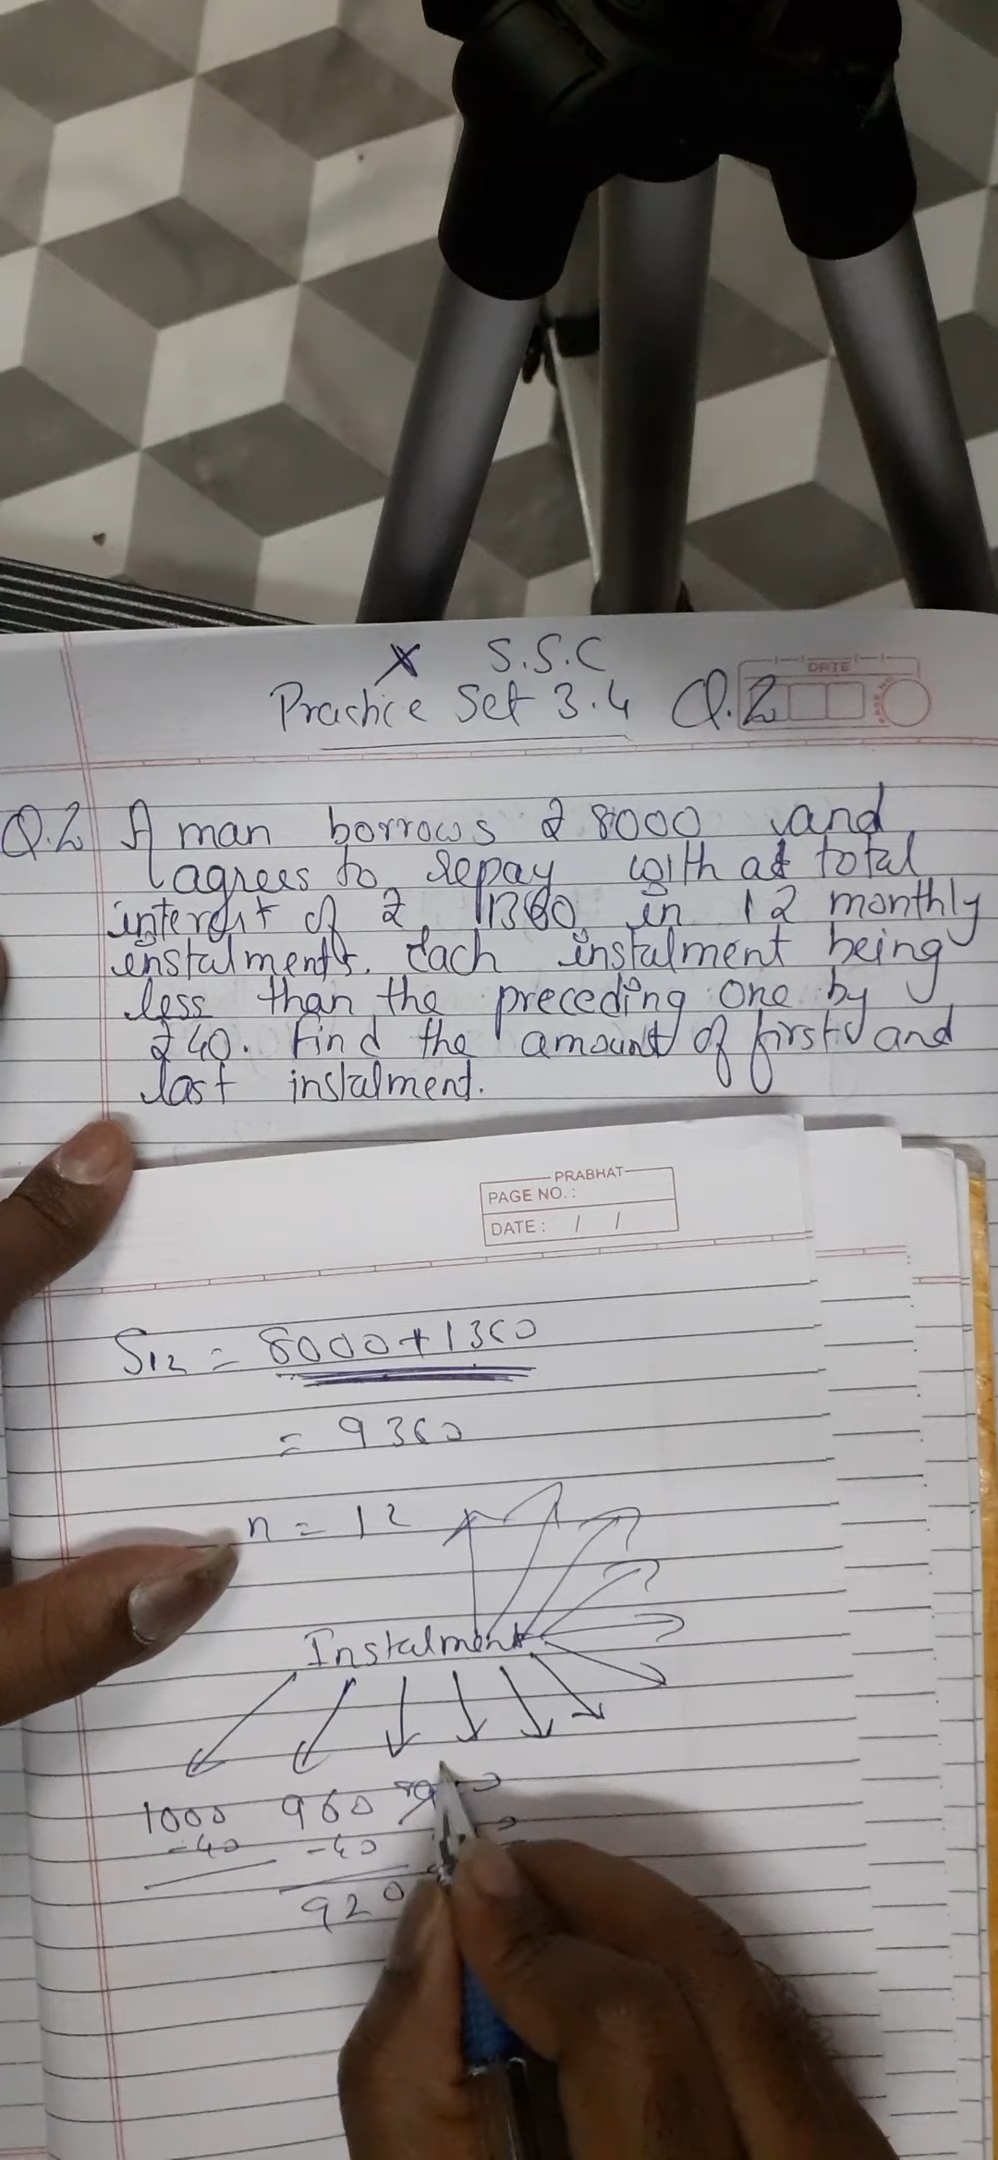 X S.S.C
Practice Set 3.4 Q.2
DATE
Q.2 A man borrows ₹ 8000 and
agrees to repay with a total
interest of ₹ 1360 in 12 monthly
instalments. Each instalment being
less than the preceding one by
₹40. Find the amount of first and
last instalment.
PRABHAT
PAGE NO.:
DATE: / /
S12 = 8000+1360
= 9360
n = 12
Instalment
1000 960
-40 -40
920